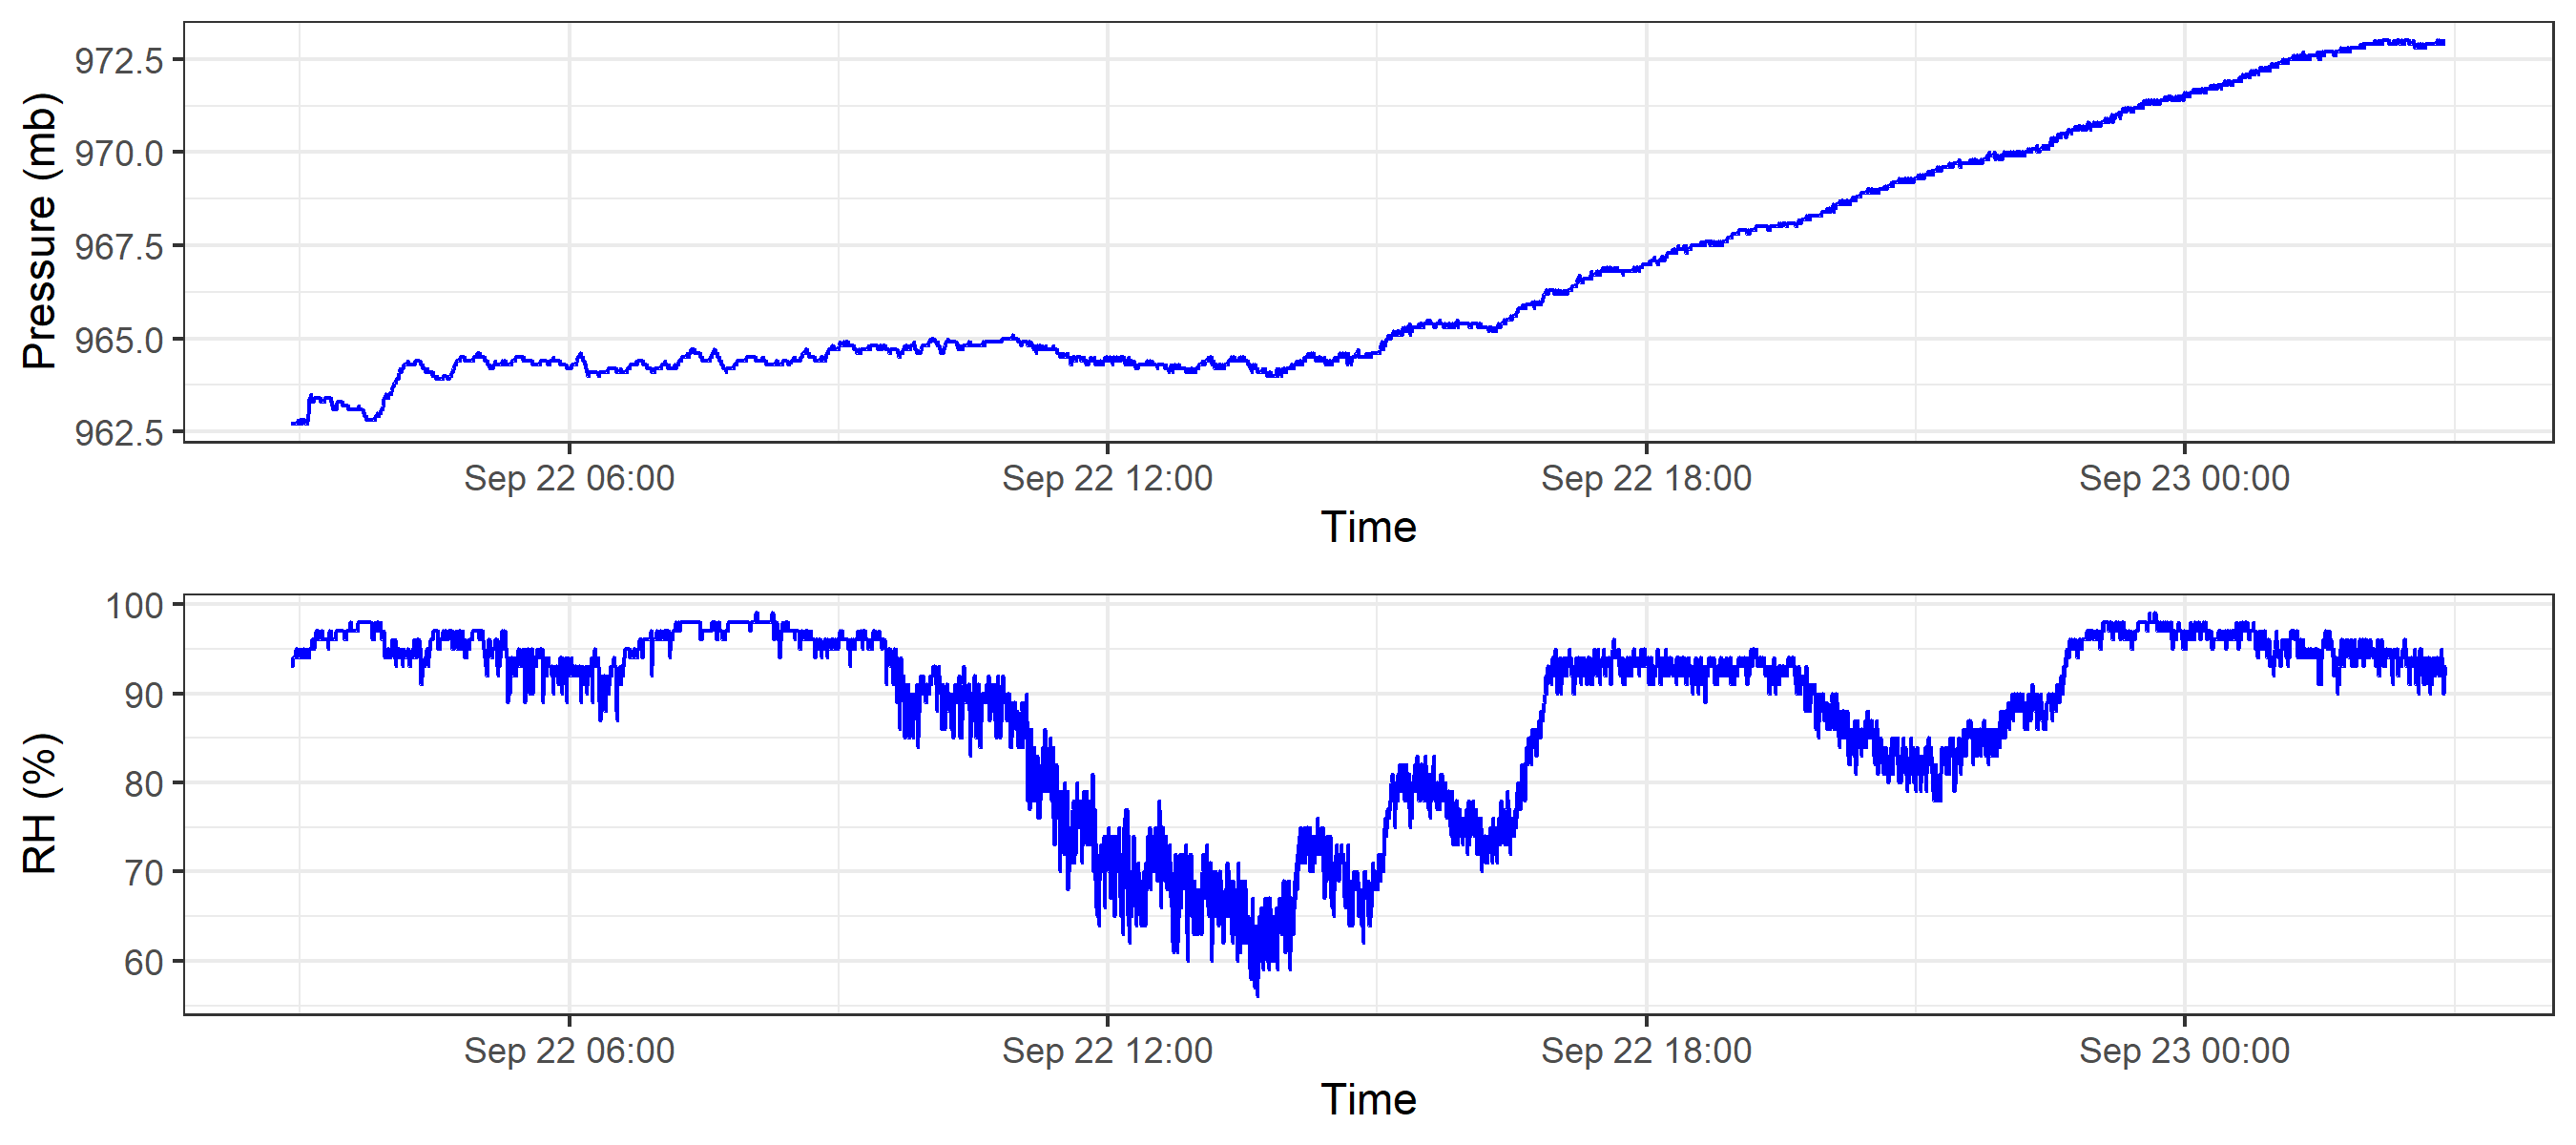 Pressure (mb)
972.5
970.0
967.5
965.0
962.5
Sep 22 06:00
Sep 22 12:00
Sep 22 18:00
Sep 23 00:00
Time
RH (%)
100
90
80
70
60
Sep 22 06:00
Sep 22 12:00
Sep 22 18:00
Sep 23 00:00
Time